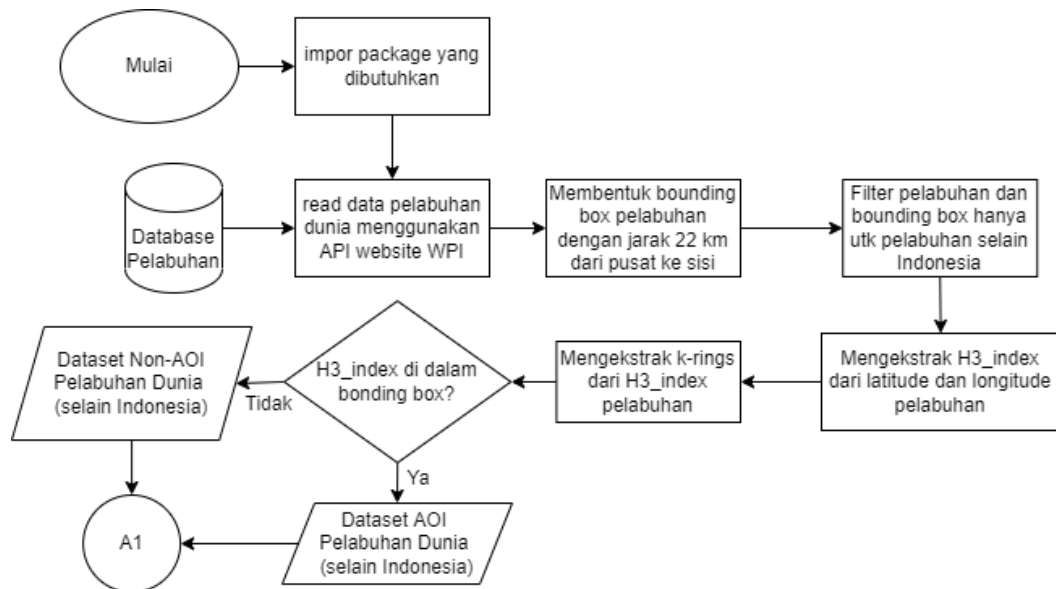 Mulai
impor package yang
dibutuhkan
Database
Pelabuhan
read data pelabuhan
dunia menggunakan
API website WPI
Membentuk bounding
box pelabuhan
dengan jarak 22 km
dari pusat ke sisi
Filter pelabuhan dan
bounding box hanya
utk pelabuhan selain
Indonesia
Mengekstrak H3_index
dari latitude dan longitude
pelabuhan
Mengekstrak k-rings
dari H3_index
pelabuhan
H3_index di dalam
bonding box?
Tidak
Dataset Non-AOI
Pelabuhan Dunia
(selain Indonesia)
Ya
Dataset AOI
Pelabuhan Dunia
(selain Indonesia)
A1